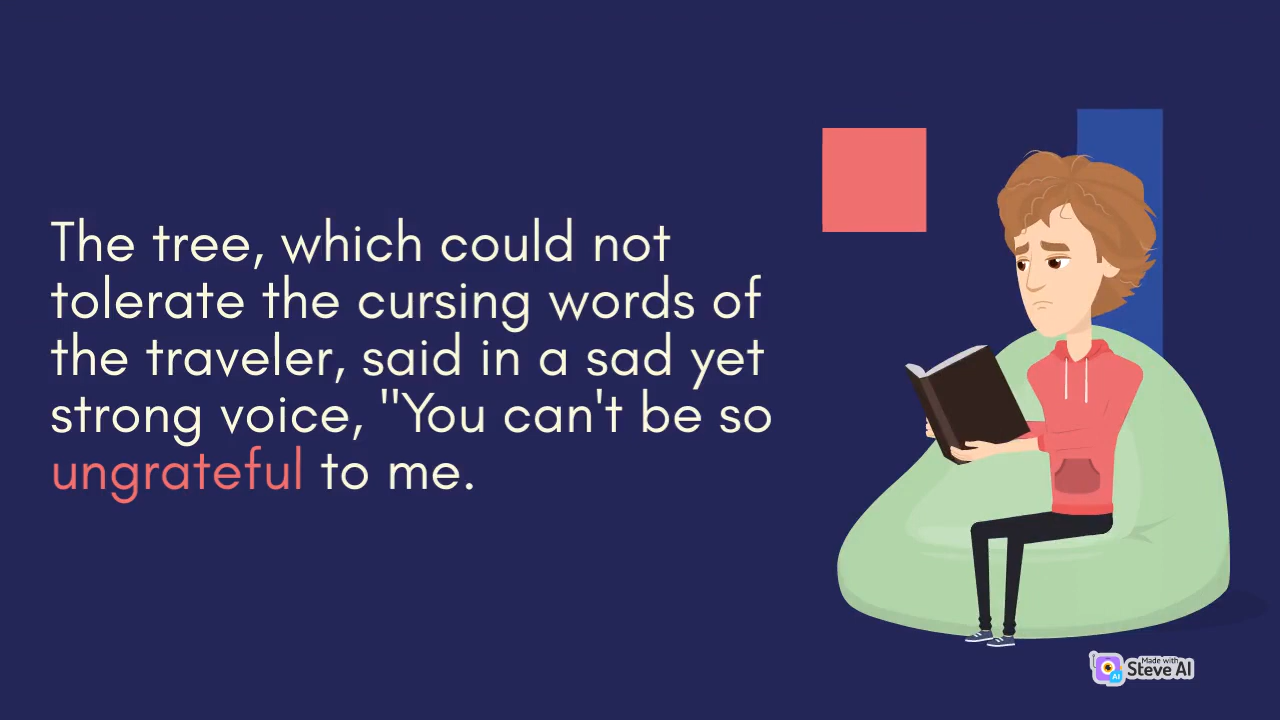 The tree, which could not
tolerate the cursing words of
the traveler, said in a sad yet
strong voice, "You can't be so
ungrateful to me.
Made with
Steve AI
AI